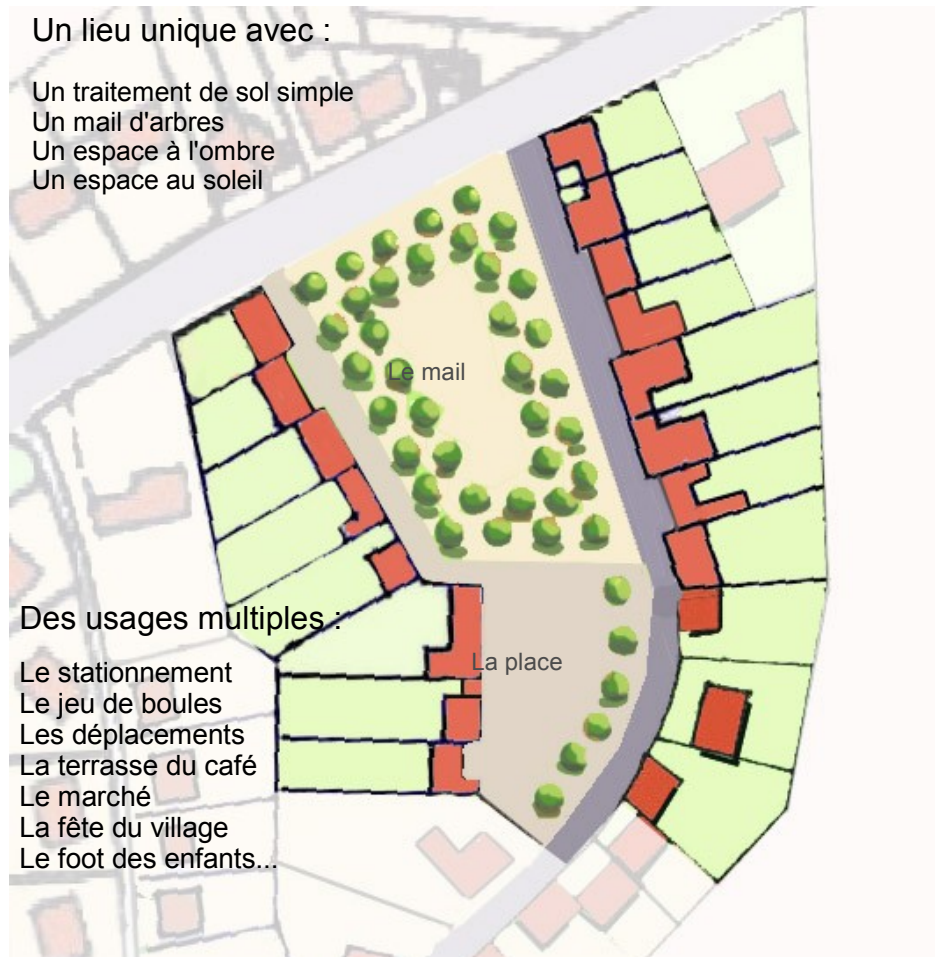 Un lieu unique avec :
Un traitement de sol simple
Un mail d'arbres
Un espace à l'ombre
Un espace au soleil
Le mail
Des usages multiples :
La place
Le stationnement
Le jeu de boules
Les déplacements
La terrasse du café
Le marché
La fête du village
Le foot des enfants...